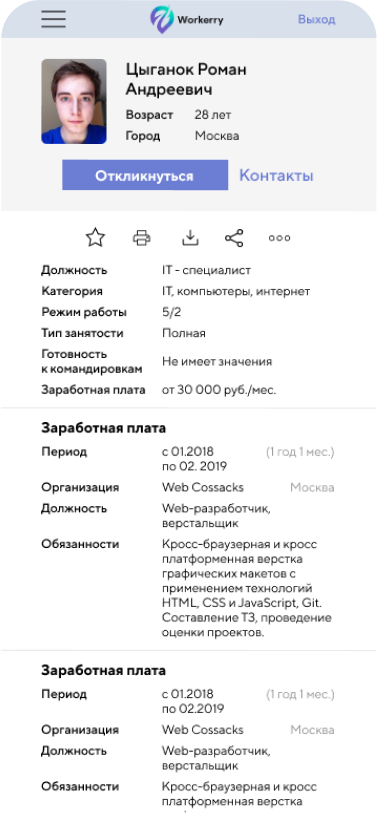 Workerry
Выход
Цыганок Роман
Андреевич
Возраст 28 лет
Город Москва
Откликнуться Контакты
Должность IT - специалист
Категория IT, компьютеры, интернет
Режим работы 5/2
Тип занятости Полная
Готовность
к командировкам Не имеет значения
Заработная плата от 30 000 руб./мес.
Заработная плата
Период с 01.2018 (1 год 1 мес.)
по 02. 2019
Организация Web Cossacks Москва
Должность Web-разработчик,
верстальщик
Обязанности Кросс-браузерная и кросс
платформенная верстка
графических макетов с
применением технологий
HTML, CSS и JavaScript, Git.
Составление ТЗ, проведение
оценки проектов.
Заработная плата
Период с 01.2018 (1 год 1 мес.)
по 02.2019
Организация Web Cossacks Москва
Должность Web-разработчик,
верстальщик
Обязанности Кросс-браузерная и кросс
платформенная верстка